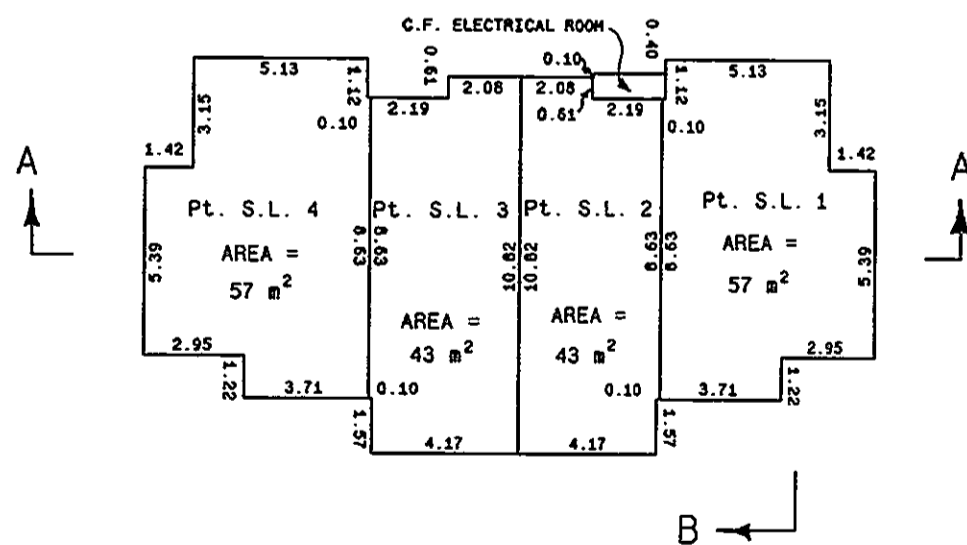 C.F. ELECTRICAL ROOM
5.13
1.12
0.61
2.08
2.19
0.10
3.15
1.42
2.08
0.10
0.61
2.19
0.40
1.12
0.10
5.13
3.15
1.42
A
A
Pt. S.L. 4
AREA =
57 m²
Pt. S.L. 3
AREA =
43 m²
Pt. S.L. 2
AREA =
43 m²
Pt. S.L. 1
AREA =
57 m²
5.39
8.63
8.63
10.82
10.82
5.39
2.95
1.22
3.71
0.10
1.57
4.17
4.17
0.10
1.57
3.71
1.22
2.95
B